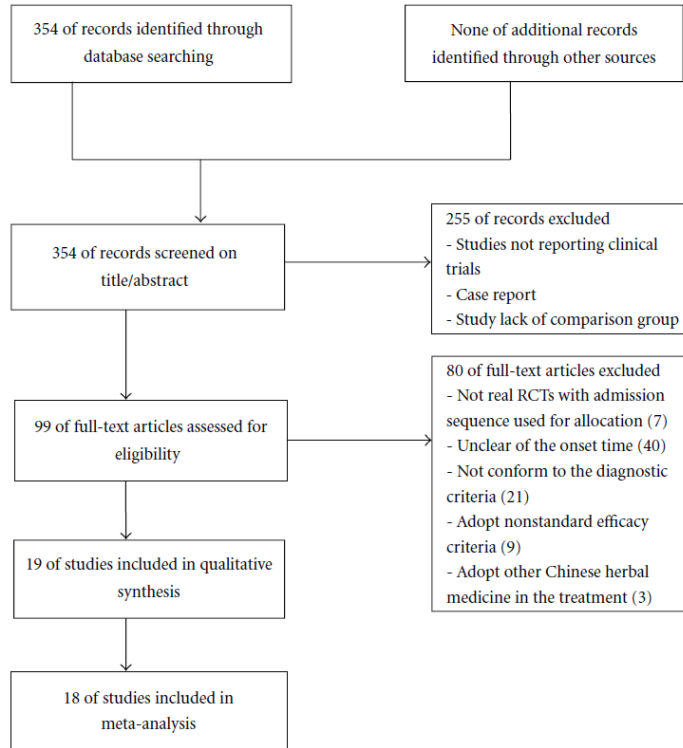 354 of records identified through
database searching
None of additional records
identified through other sources
354 of records screened on
title/abstract
255 of records excluded
- Studies not reporting clinical
trials
- Case report
- Study lack of comparison group
99 of full-text articles assessed for
eligibility
80 of full-text articles excluded
- Not real RCTs with admission
sequence used for allocation (7)
- Unclear of the onset time (40)
- Not conform to the diagnostic
criteria (21)
- Adopt nonstandard efficacy
criteria (9)
- Adopt other Chinese herbal
medicine in the treatment (3)
19 of studies included in qualitative
synthesis
18 of studies included in
meta-analysis